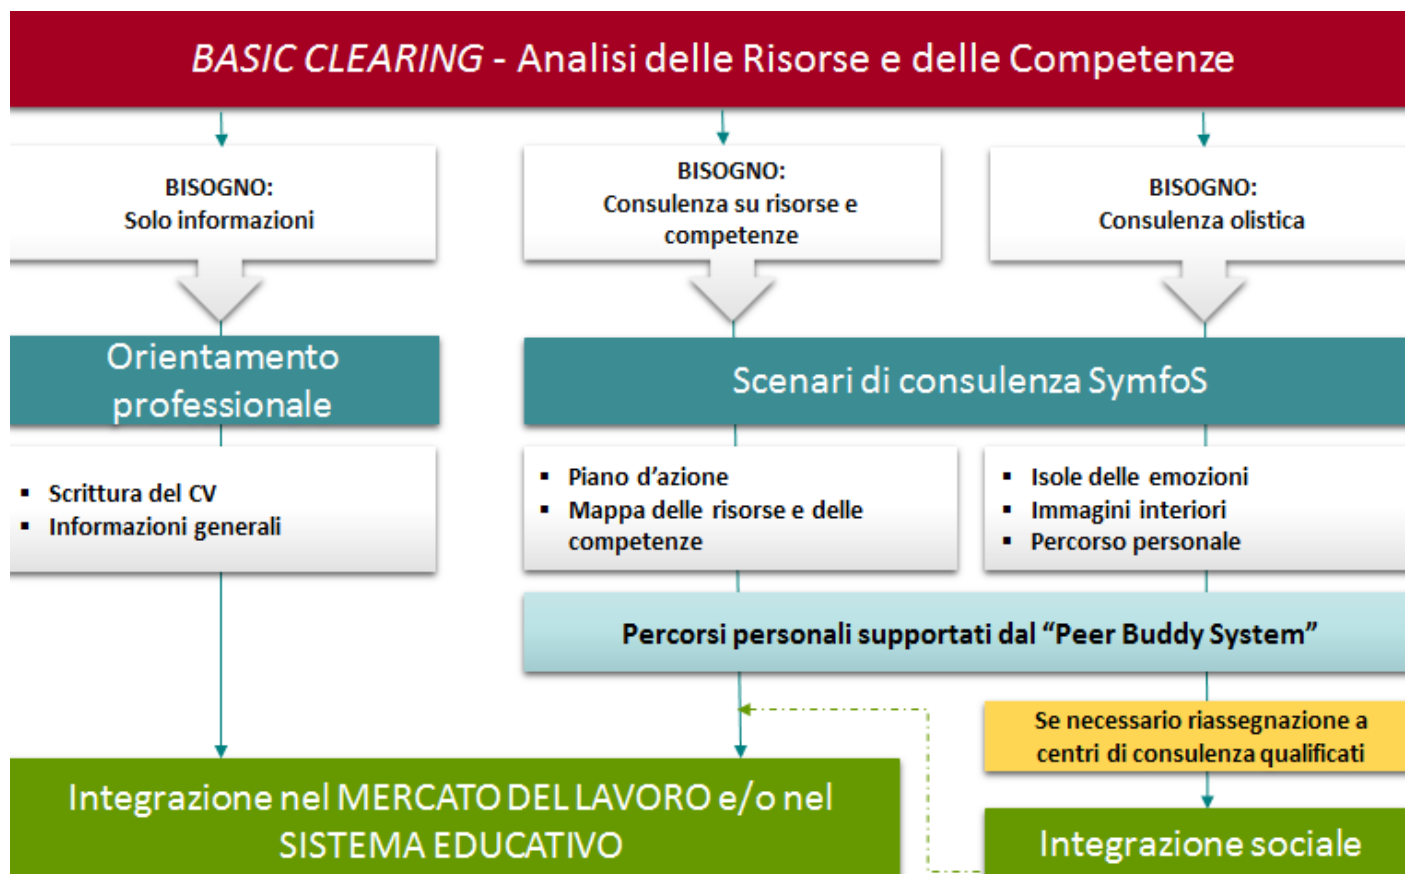 BASIC CLEARING - Analisi delle Risorse e delle Competenze
BISOGNO:
Solo informazioni
BISOGNO:
Consulenza su risorse e
competenze
BISOGNO:
Consulenza olistica
Orientamento
professionale
Scenari di consulenza SymfoS
▪ Scrittura del CV
▪ Informazioni generali
▪ Piano d’azione
▪ Mappa delle risorse e delle
competenze
▪ Isole delle emozioni
▪ Immagini interiori
▪ Percorso personale
Percorsi personali supportati dal “Peer Buddy System”
Se necessario riassegnazione a
centri di consulenza qualificati
Integrazione nel MERCATO DEL LAVORO e/o nel
SISTEMA EDUCATIVO
Integrazione sociale